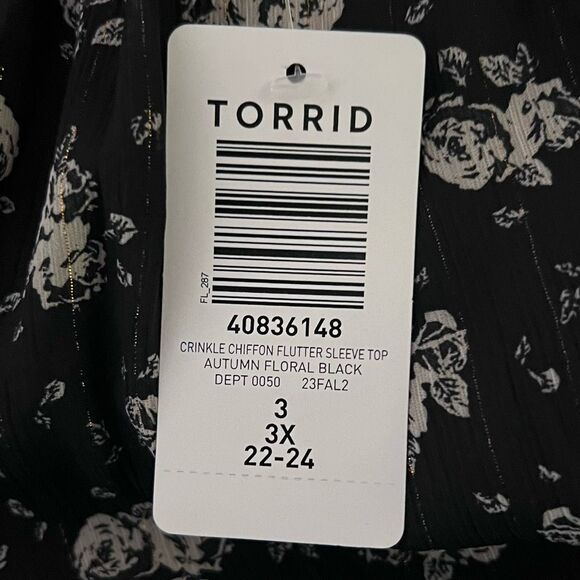 TORRID
FL_287
40836148
CRINKLE CHIFFON FLUTTER SLEEVE TOP
AUTUMN FLORAL BLACK
DEPT 0050 23FAL2
3
3X
22-24